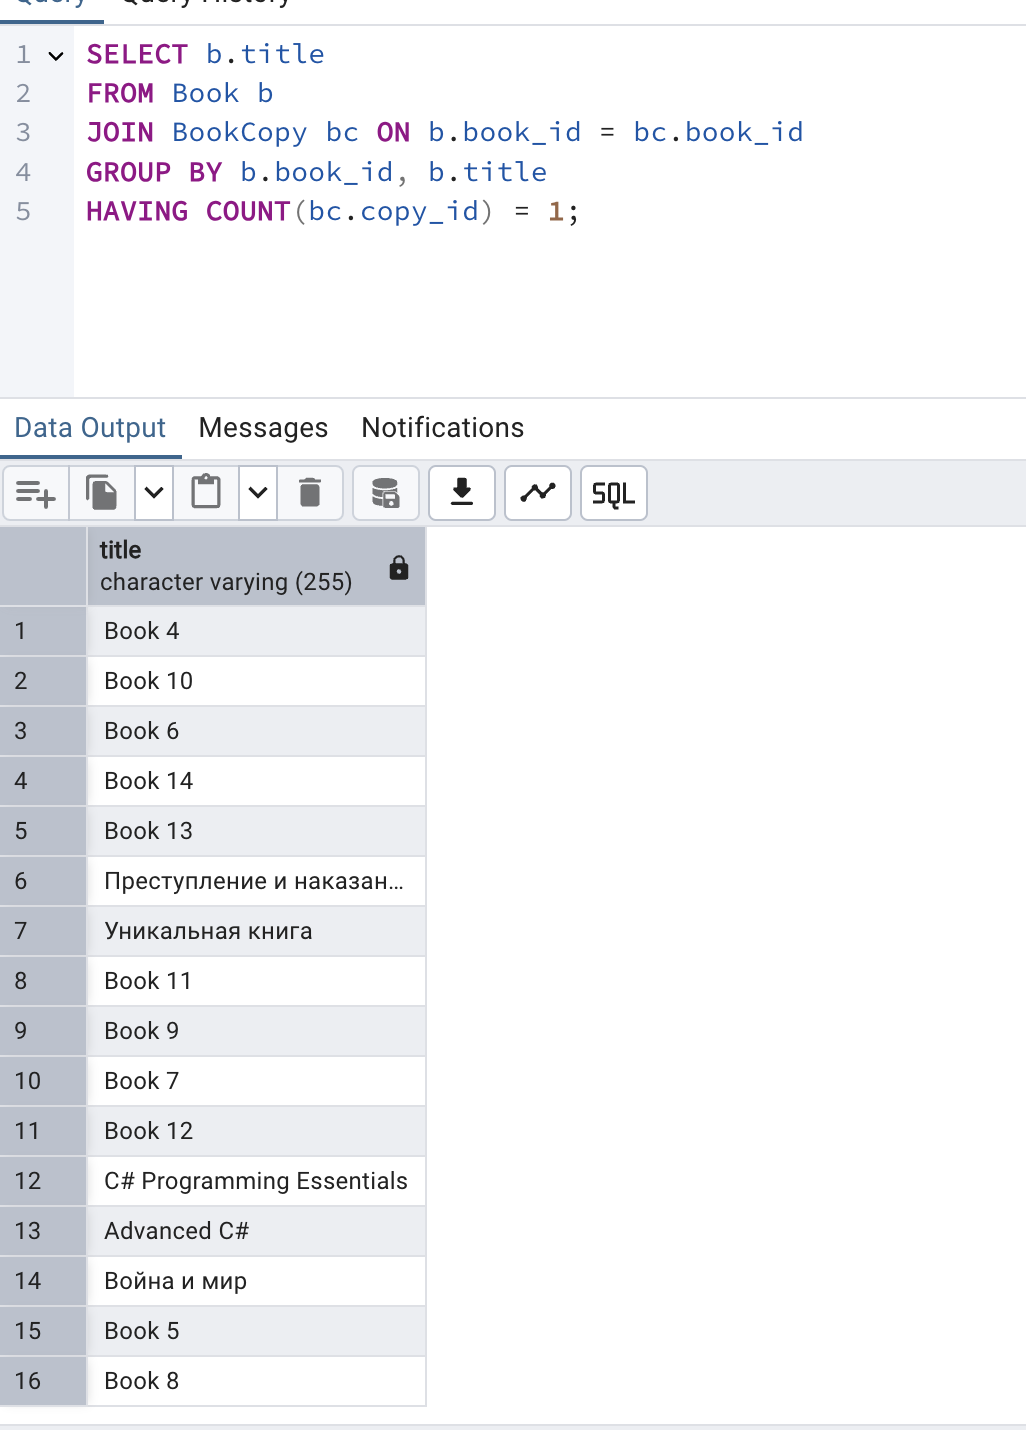 Query Query History
1 SELECT b.title
2 FROM Book b
3 JOIN BookCopy bc ON b.book_id = bc.book_id
4 GROUP BY b.book_id, b.title
5 HAVING COUNT(bc.copy_id) = 1;
Data Output Messages Notifications
SQL
title
character varying (255)
1 Book 4
2 Book 10
3 Book 6
4 Book 14
5 Book 13
6 Преступление и наказан…
7 Уникальная книга
8 Book 11
9 Book 9
10 Book 7
11 Book 12
12 C# Programming Essentials
13 Advanced C#
14 Война и мир
15 Book 5
16 Book 8